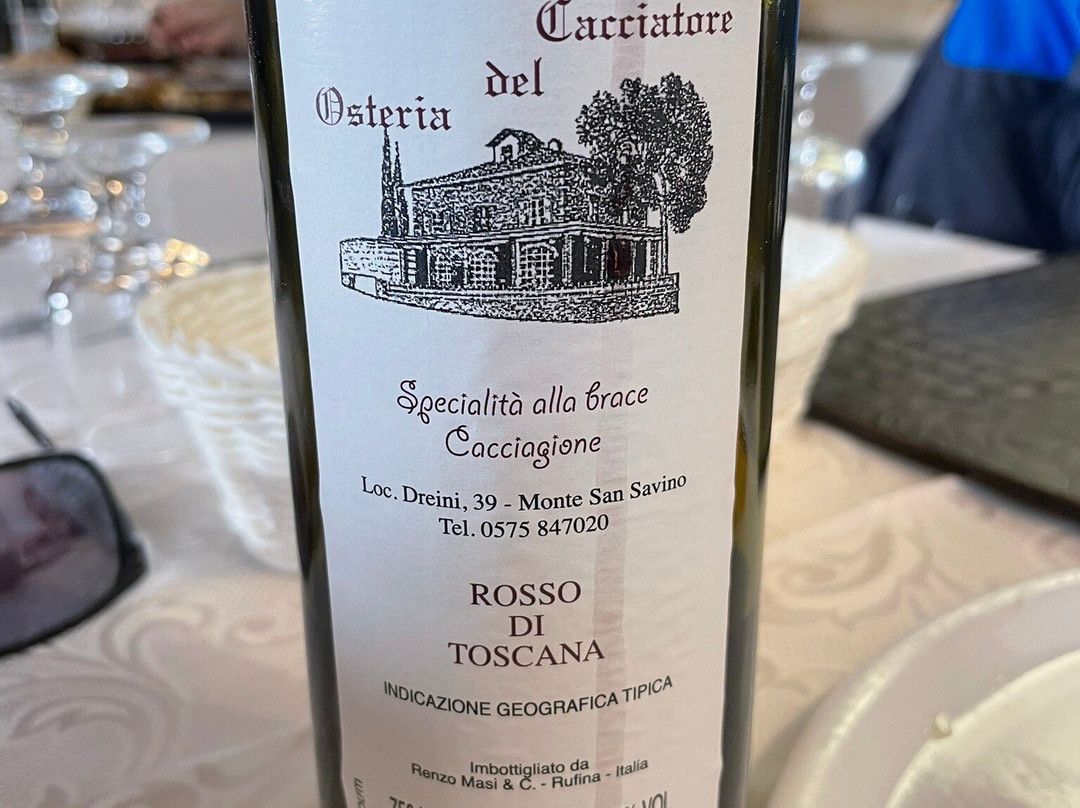 Osteria del Cacciatore
Specialità alla brace
Cacciagione
Loc. Dreini, 39 - Monte San Savino
Tel. 0575 847020
ROSSO
DI
TOSCANA
INDICAZIONE GEOGRAFICA TIPICA
Imbottigliato da
Renzo Masi & C. - Rufina - Italia